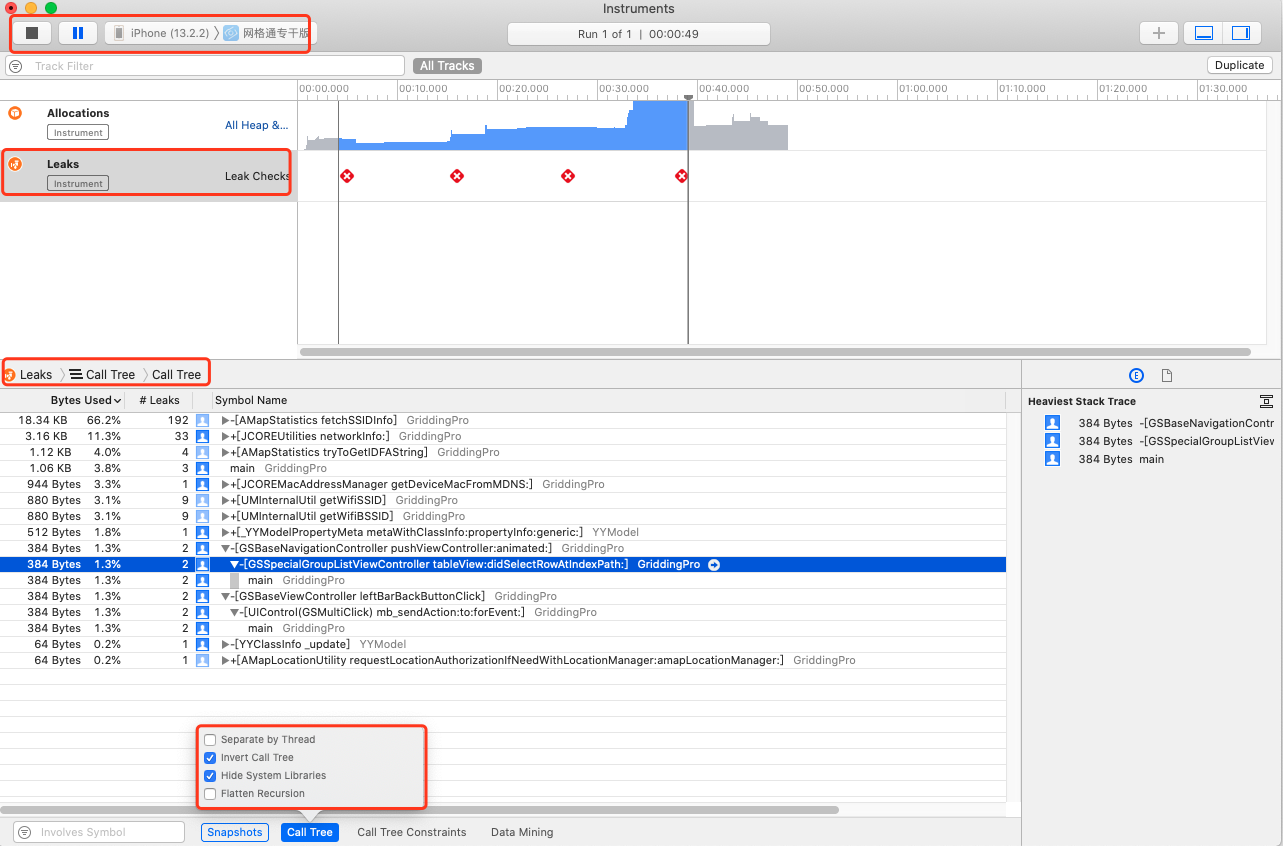 Instruments
iPhone (13.2.2) 〉 网格通专干版
Run 1 of 1 | 00:00:49
Track Filter
All Tracks
Duplicate
00:00.000 00:10.000 00:20.000 00:30.000 00:40.000 00:50.000 01:00.000 01:10.000 01:20.000 01:30.000
Allocations
Instrument
All Heap &...
Leaks
Instrument
Leak Checks
Leaks 〉 Call Tree 〉 Call Tree
Bytes Used # Leaks Symbol Name
18.34 KB 66.2% 192 -[AMapStatistics fetchSSIDInfo] GriddingPro
3.16 KB 11.3% 33 +[JCOREUtilities networkInfo:] GriddingPro
1.12 KB 4.0% 4 +[AMapStatistics tryToGetIDFAString] GriddingPro
1.06 KB 3.8% 3 main GriddingPro
944 Bytes 3.3% 1 +[JCOREMacAddressManager getDeviceMacFromMDNS:] GriddingPro
880 Bytes 3.1% 9 +[UMInternalUtil getWifiSSID] GriddingPro
880 Bytes 3.1% 9 +[UMInternalUtil getWifiBSSID] GriddingPro
512 Bytes 1.8% 1 +[_YYModelPropertyMeta metaWithClassInfo:propertyInfo:generic:] YYModel
384 Bytes 1.3% 2 -[GSBaseNavigationController pushViewController:animated:] GriddingPro
384 Bytes 1.3% 2 -[GSSpecialGroupListViewController tableView:didSelectRowAtIndexPath:] GriddingPro
384 Bytes 1.3% 2 main GriddingPro
384 Bytes 1.3% 2 -[GSBaseViewController leftBarBackButtonClick] GriddingPro
384 Bytes 1.3% 2 -[UIControl(GSMultiClick) mb_sendAction:to:forEvent:] GriddingPro
384 Bytes 1.3% 2 main GriddingPro
64 Bytes 0.2% 1 -[YYClassInfo _update] YYModel
64 Bytes 0.2% 1 +[AMapLocationUtility requestLocationAuthorizationIfNeedWithLocationManager:amapLocationManager:] GriddingPro
E
Heaviest Stack Trace
384 Bytes -[GSBaseNavigationContr
384 Bytes -[GSSpecialGroupListView
384 Bytes main
Separate by Thread
Invert Call Tree
Hide System Libraries
Flatten Recursion
Involves Symbol
Snapshots
Call Tree
Call Tree Constraints
Data Mining